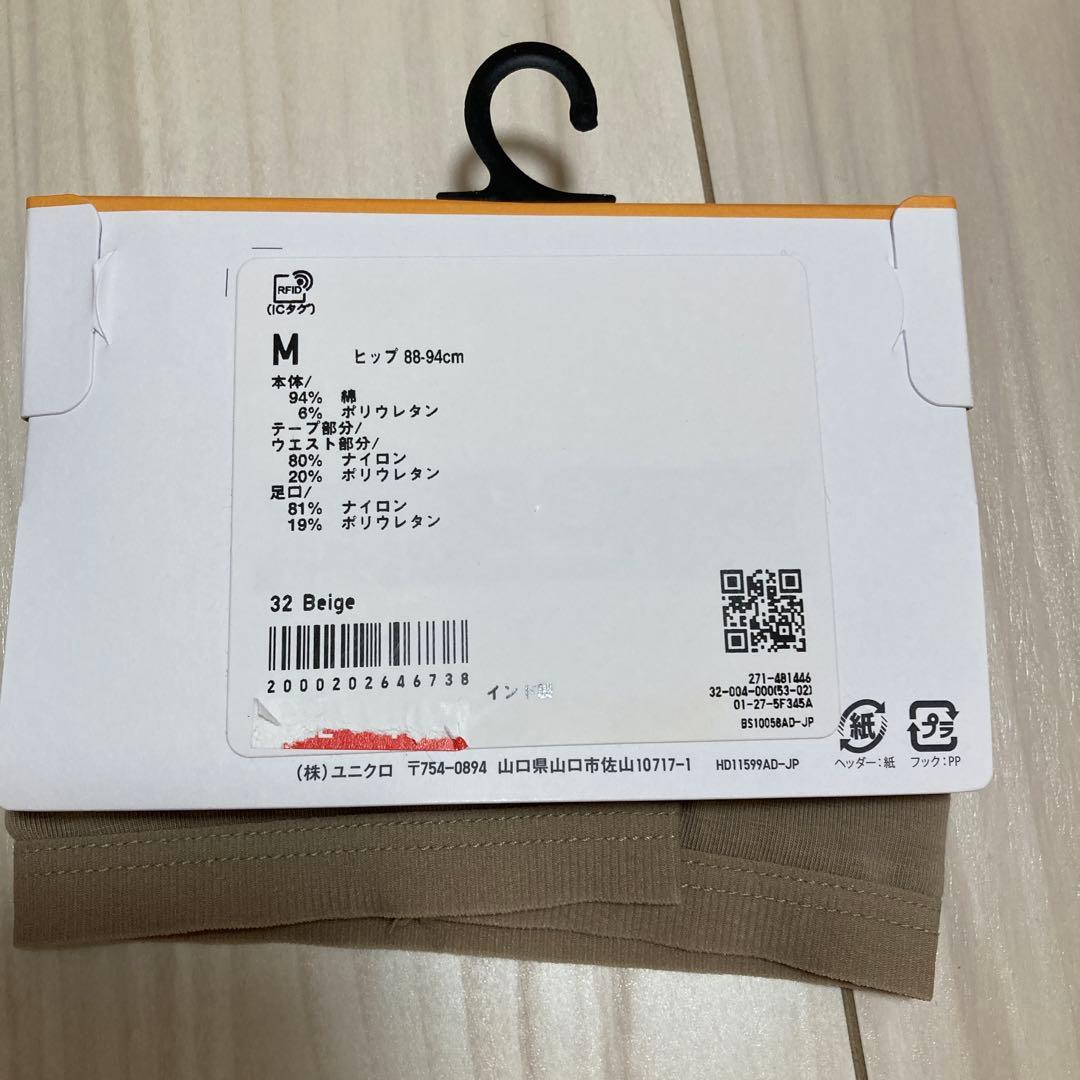 RFID
(ICタグ)
M ヒップ 88-94cm
本体/
94% 綿
6% ポリウレタン
テープ部分/
ウエスト部分/
80% ナイロン
20% ポリウレタン
足口/
81% ナイロン
19% ポリウレタン
32 Beige
2000202646738
インド製
271-481446
32-004-000(53-02)
01-27-5F345A
BS10058AD-JP
紙
プラ
ヘッダー:紙
フック:PP
(株)ユニクロ 〒754-0894 山口県山口市佐山10717-1 HD11599AD-JP